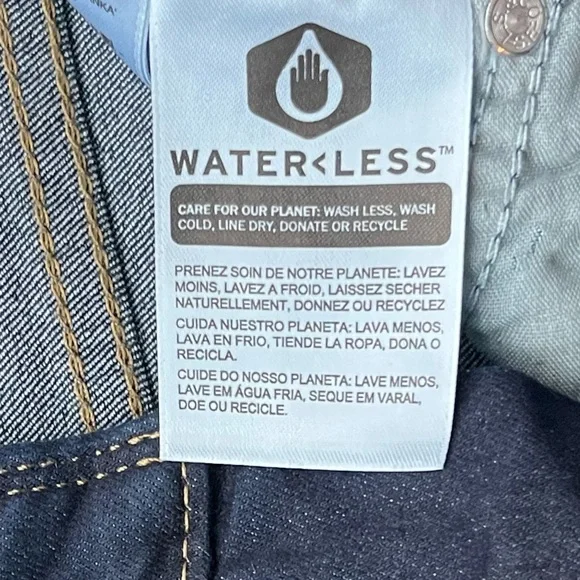 ANKA
WATER<LESS™
CARE FOR OUR PLANET: WASH LESS, WASH
COLD, LINE DRY, DONATE OR RECYCLE
PRENEZ SOIN DE NOTRE PLANETE: LAVEZ
MOINS, LAVEZ A FROID, LAISSEZ SECHER
NATURELLEMENT, DONNEZ OU RECYCLEZ
CUIDA NUESTRO PLANETA: LAVA MENOS,
LAVA EN FRIO, TIENDE LA ROPA, DONA O
RECICLA.
CUIDE DO NOSSO PLANETA: LAVE MENOS,
LAVE EM ÁGUA FRIA, SEQUE EM VARAL,
DOE OU RECICLE.